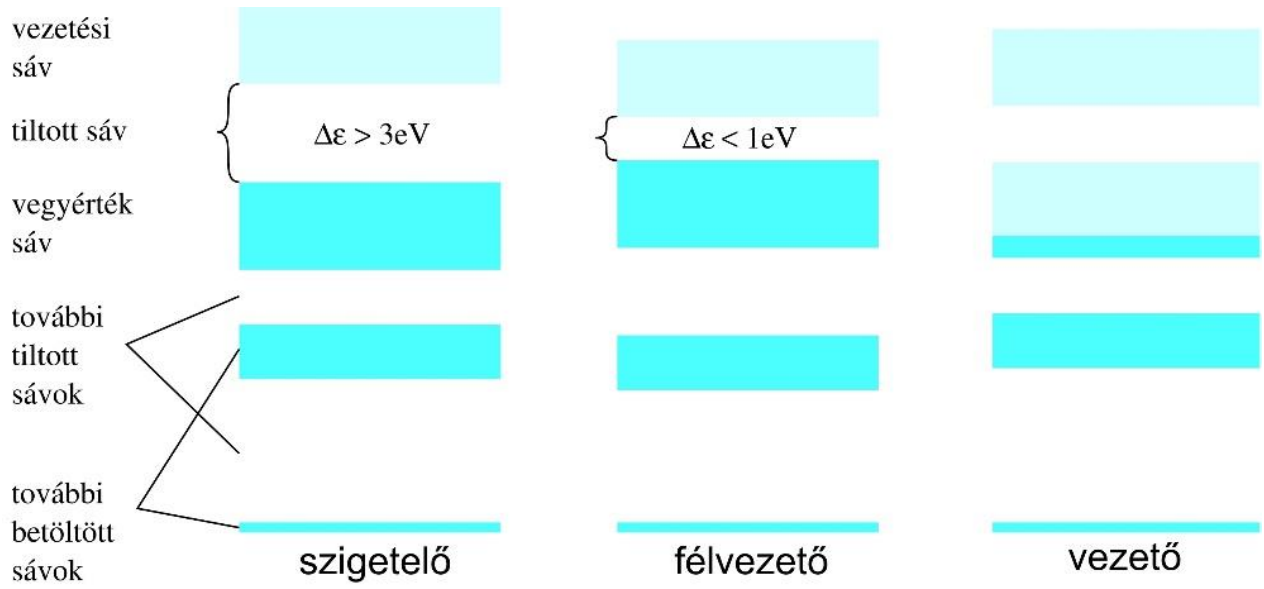 vezetési
sáv
tiltott sáv
Δε > 3eV
Δε < 1eV
vegyérték
sáv
további
tiltott
sávok
további
betöltött
sávok
szigetelő
félvezető
vezető